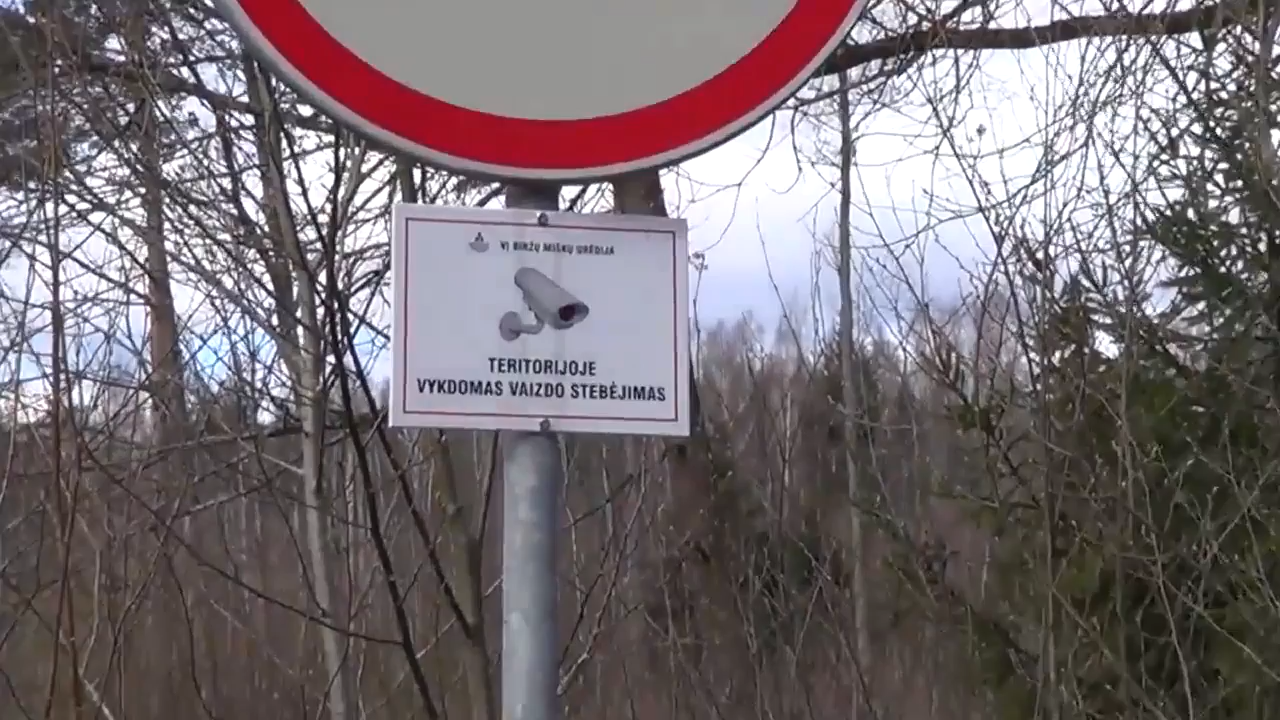 VĮ BIRŽŲ MIŠKŲ URĖDIJA
TERITORIJOJE
VYKDOMAS VAIZDO STEBĖJIMAS